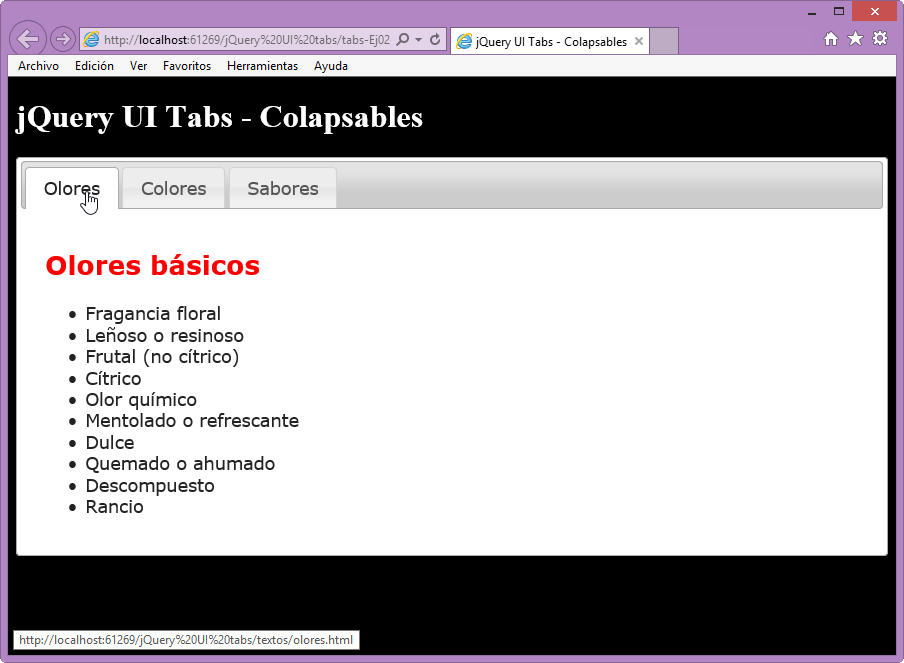 http://localhost:61269/jQuery%20UI%20tabs/tabs-Ej02
jQuery UI Tabs - Colapsables
Archivo Edición Ver Favoritos Herramientas Ayuda
jQuery UI Tabs - Colapsables
Olores Colores Sabores
Olores básicos
• Fragancia floral
• Leñoso o resinoso
• Frutal (no cítrico)
• Cítrico
• Olor químico
• Mentolado o refrescante
• Dulce
• Quemado o ahumado
• Descompuesto
• Rancio
http://localhost:61269/jQuery%20UI%20tabs/textos/olores.html